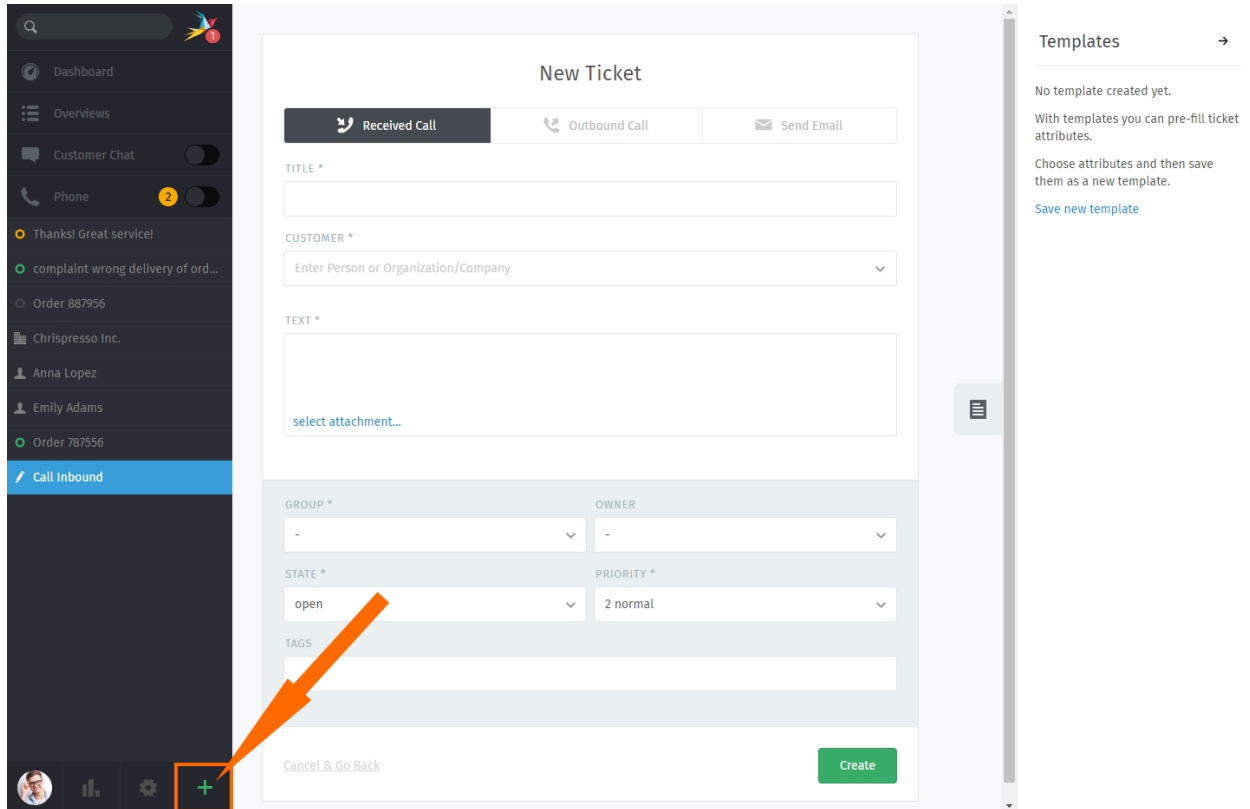 1
Dashboard
Overviews
Customer Chat
Phone 2
Thanks! Great service!
complaint wrong delivery of ord...
Order 887956
Chrispresso Inc.
Anna Lopez
Emily Adams
Order 787556
Call Inbound
New Ticket
Received Call Outbound Call Send Email
TITLE *
CUSTOMER *
Enter Person or Organization/Company
TEXT *
select attachment...
GROUP * OWNER
- -
STATE * PRIORITY *
open 2 normal
TAGS
Cancel & Go Back Create
Templates →
No template created yet.
With templates you can pre-fill ticket
attributes.
Choose attributes and then save
them as a new template.
Save new template